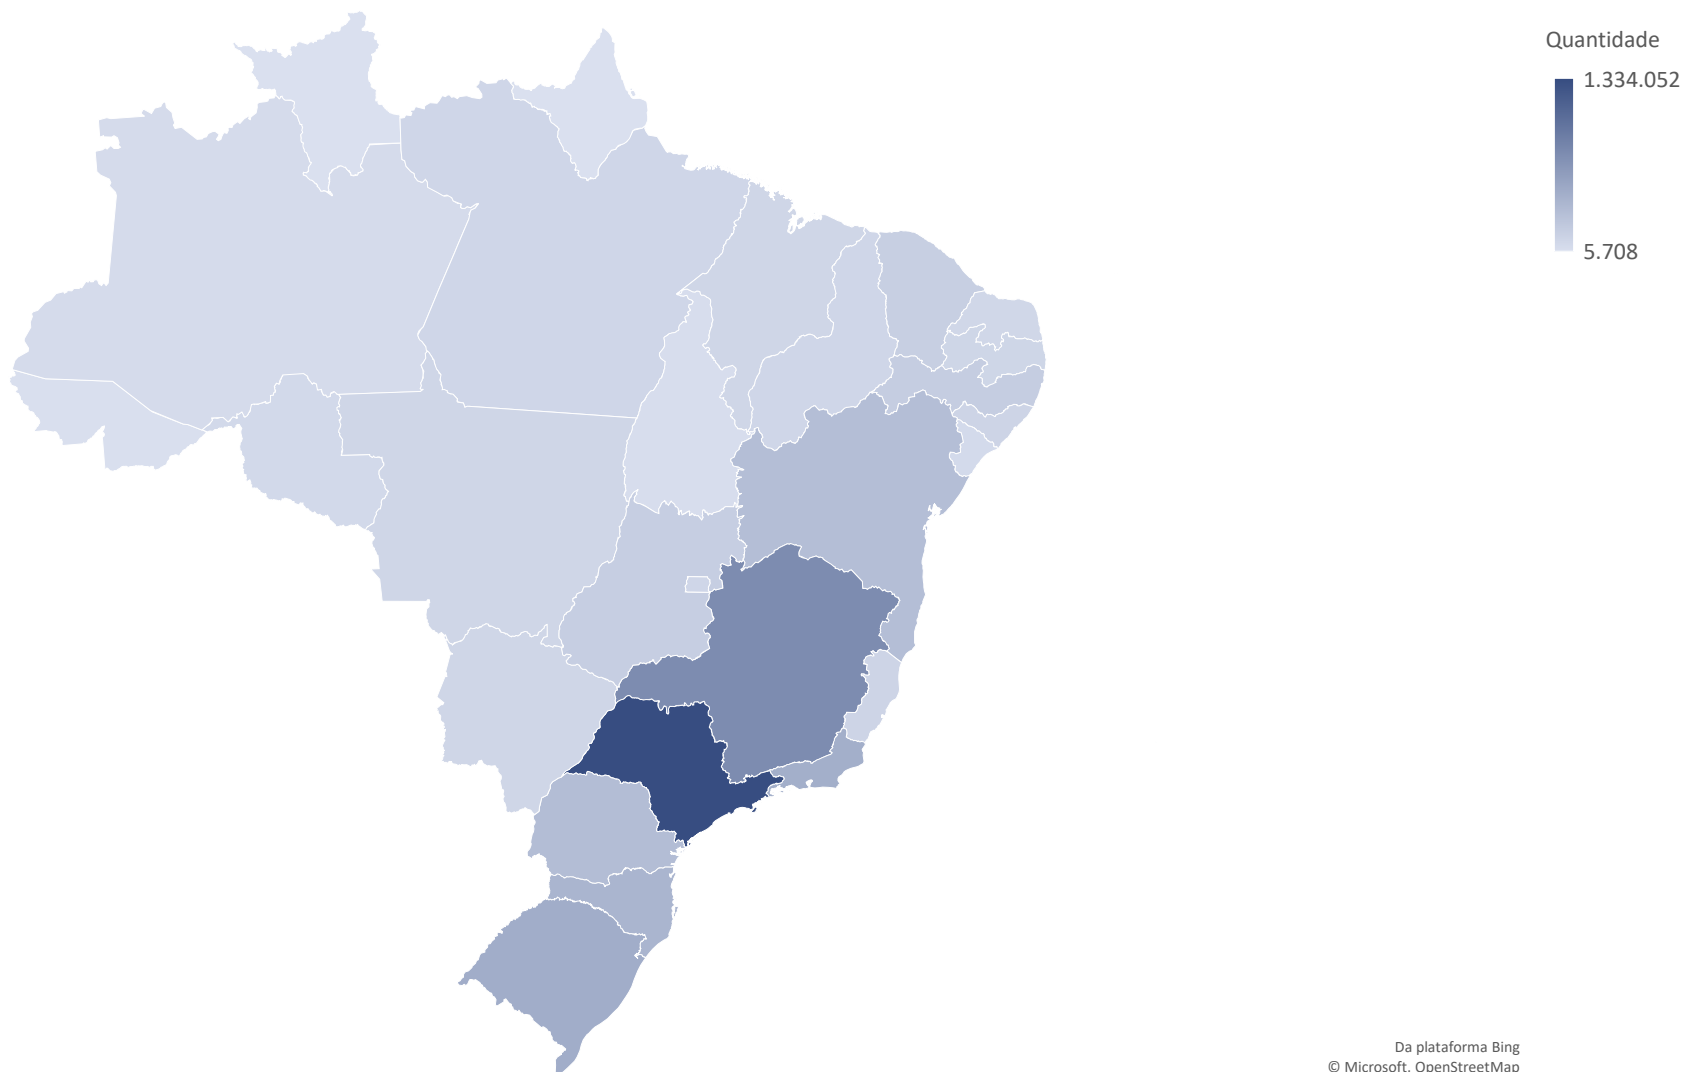 Quantidade
1.334.052
5.708
Da plataforma Bing
© Microsoft, OpenStreetMap